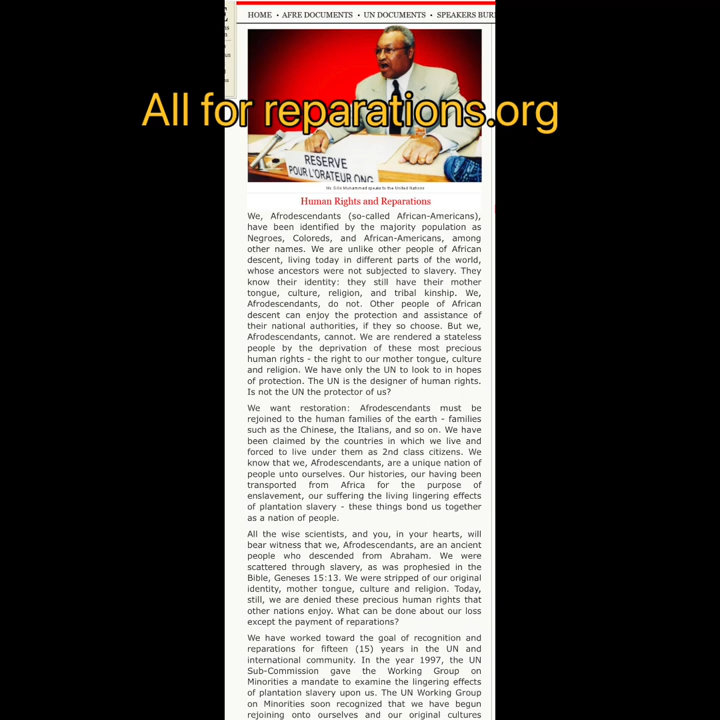 HOME • AFRE DOCUMENTS • UN DOCUMENTS • SPEAKERS BUR
All for reparations.org
RESERVE
POUR L'ORATEUR ONG
Human Rights and Reparations
We, Afrodescendants (so-called African-Americans),
have been identified by the majority population as
Negroes, Coloreds, and African-Americans, among
other names. We are unlike other people of African
descent, living today in different parts of the world,
whose ancestors were not subjected to slavery. They
know their identity: they still have their mother
tongue, culture, religion, and tribal kinship. We,
Afrodescendants, do not. Other people of African
descent can enjoy the protection and assistance of
their national authorities, if they so choose. But we,
Afrodescendants, cannot. We are rendered a stateless
people by the deprivation of these most precious
human rights - the right to our mother tongue, culture
and religion. We have only the UN to look to in hopes
of protection. The UN is the designer of human rights.
Is not the UN the protector of us?
We want restoration: Afrodescendants must be
rejoined to the human families of the earth - families
such as the Chinese, the Italians, and so on. We have
been claimed by the countries in which we live and
forced to live under them as 2nd class citizens. We
know that we, Afrodescendants, are a unique nation of
people unto ourselves. Our histories, our having been
transported from Africa for the purpose of
enslavement, our suffering the living lingering effects
of plantation slavery - these things bond us together
as a nation of people.
All the wise scientists, and you, in your hearts, will
bear witness that we, Afrodescendants, are an ancient
people who descended from Abraham. We were
scattered through slavery, as was prophesied in the
Bible, Geneses 15:13. We were stripped of our original
identity, mother tongue, culture and religion. Today,
still, we are denied these precious human rights that
other nations enjoy. What can be done about our loss
except the payment of reparations?
We have worked toward the goal of recognition and
reparations for fifteen (15) years in the UN and
international community. In the year 1997, the UN
Sub-Commission gave the Working Group on
Minorities a mandate to examine the lingering effects
of plantation slavery upon us. The UN Working Group
on Minorities soon recognized that we have begun
rejoining onto ourselves and our original cultures